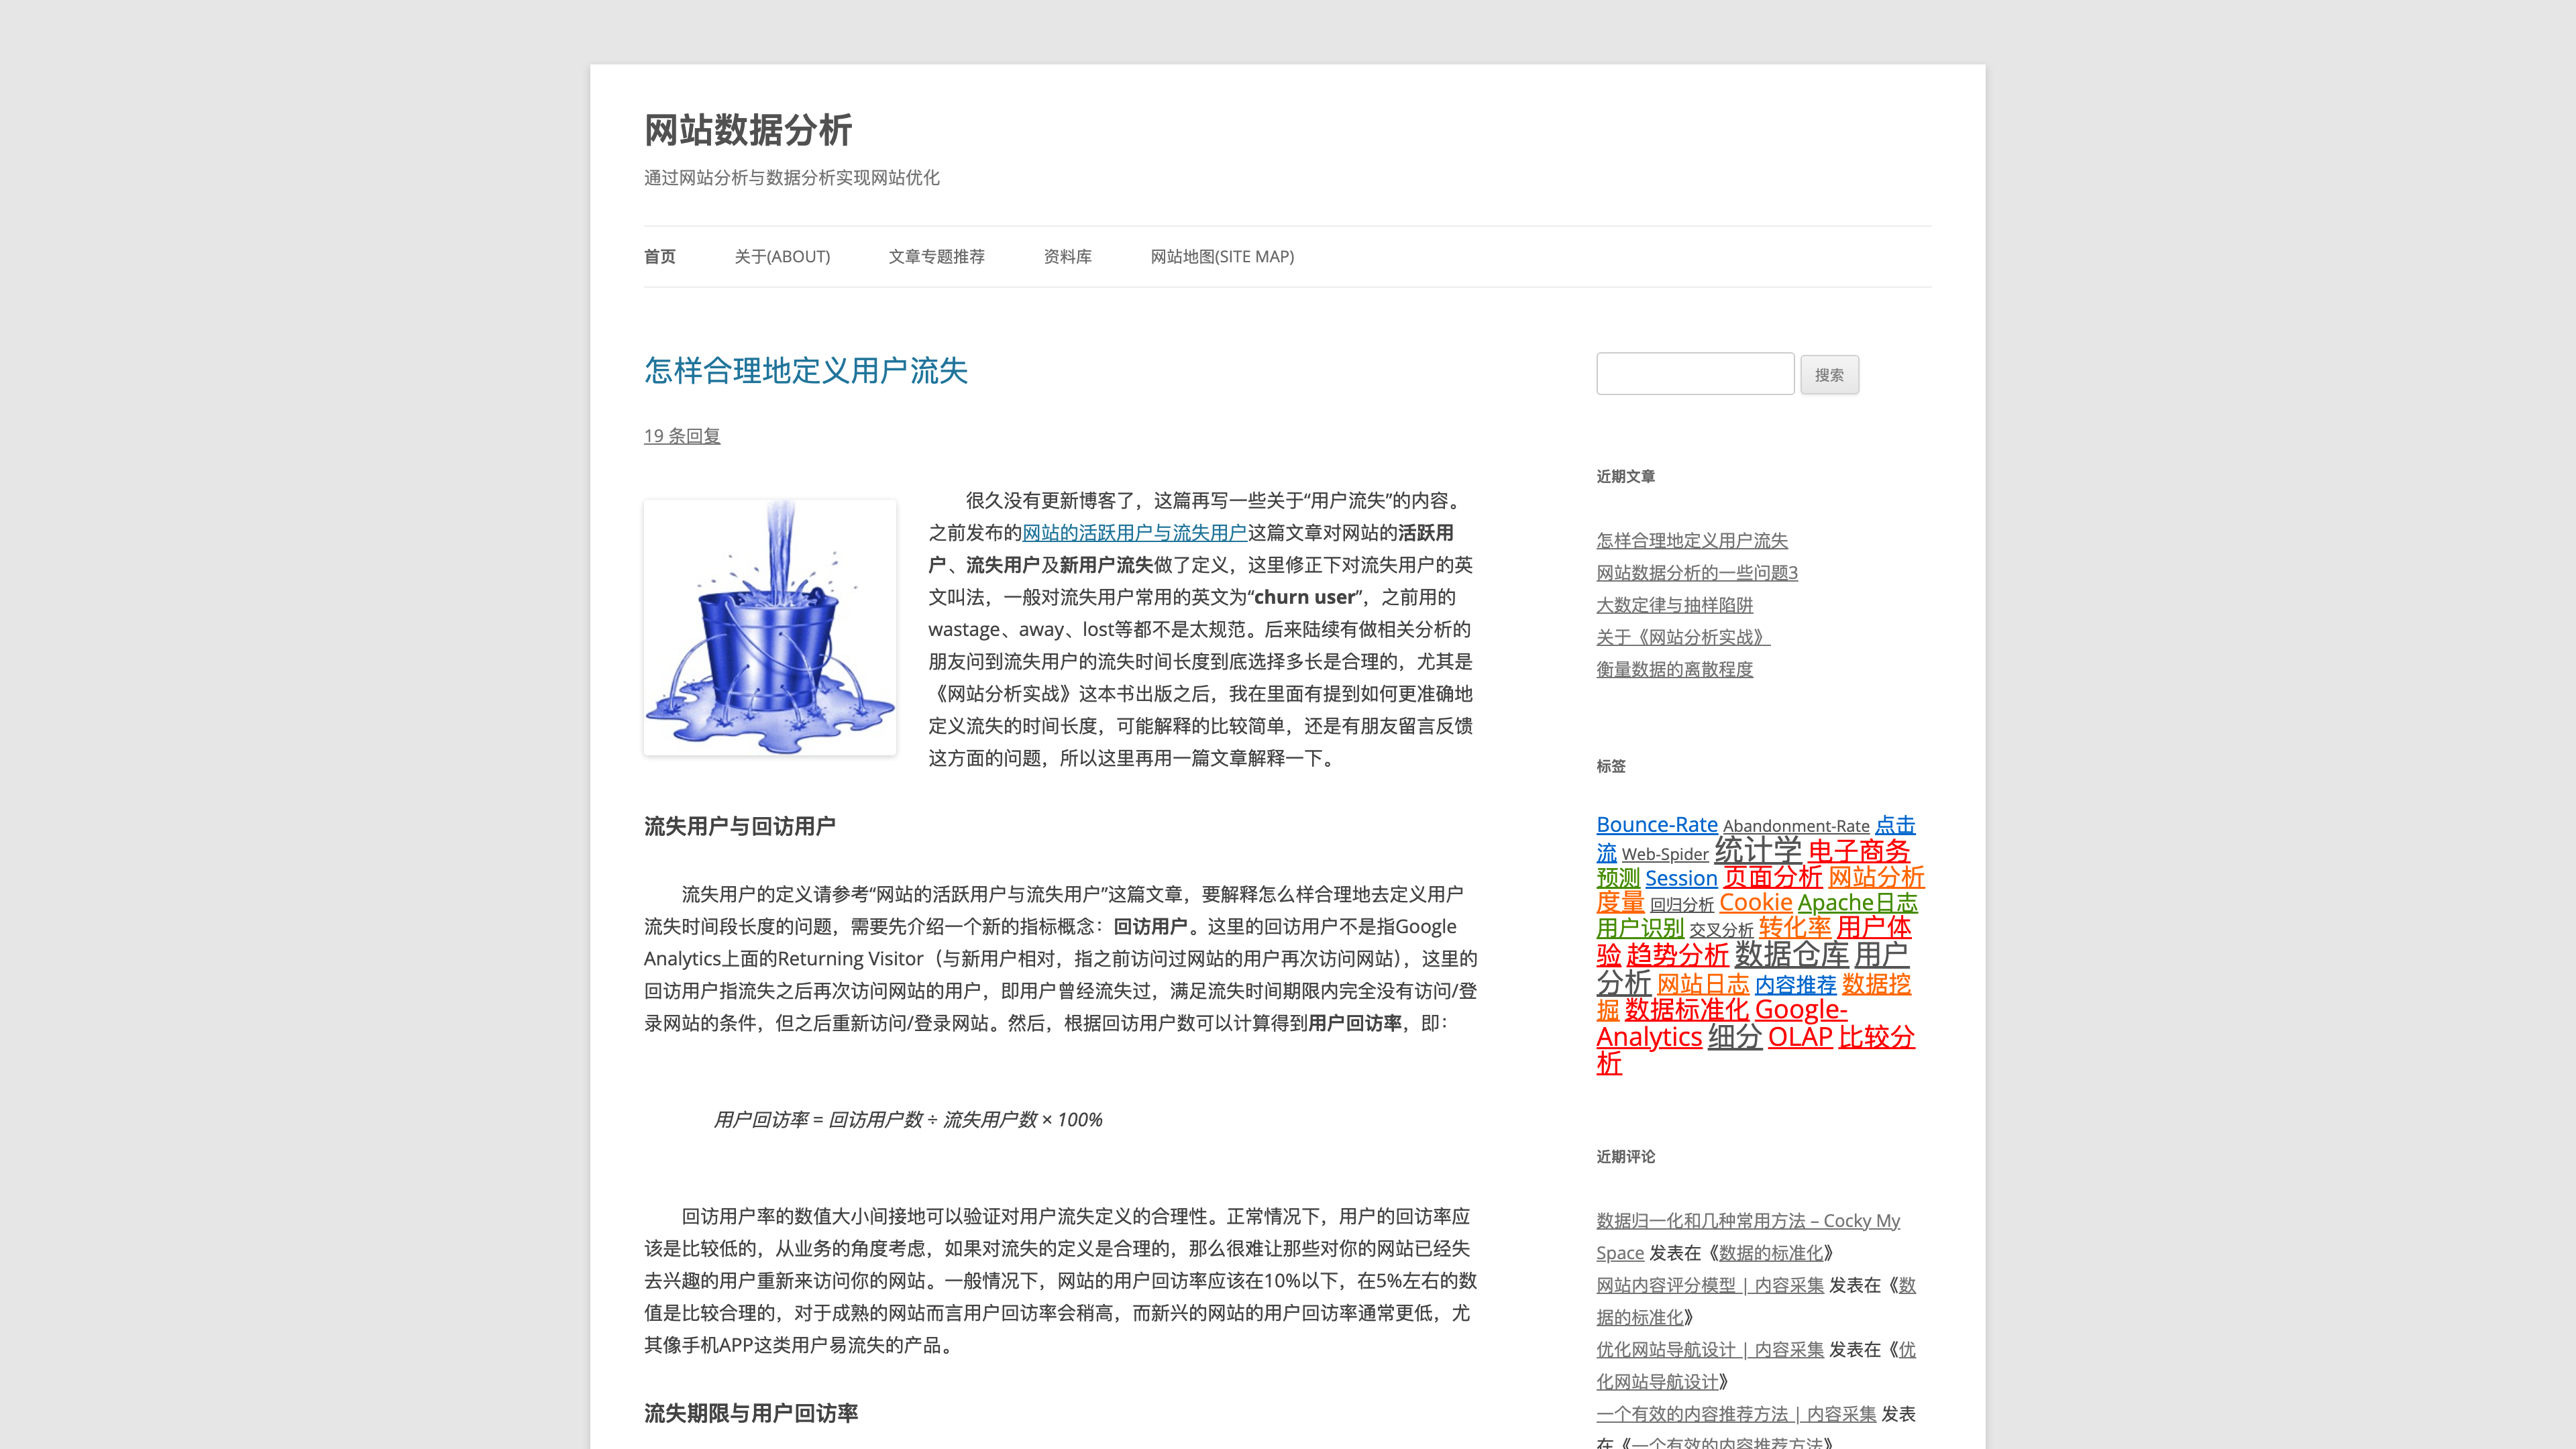 网站数据分析
通过网站分析与数据分析实现网站优化
首页 关于(ABOUT) 文章专题推荐 资料库 网站地图(SITE MAP)
怎样合理地定义用户流失
19 条回复
很久没有更新博客了，这篇再写一些关于“用户流失”的内容。
之前发布的网站的活跃用户与流失用户这篇文章对网站的活跃用
户、流失用户及新用户流失做了定义，这里修正下对流失用户的英
文叫法，一般对流失用户常用的英文为“churn user”，之前用的
wastage、away、lost等都不是太规范。后来陆续有做相关分析的
朋友问到流失用户的流失时间长度到底选择多长是合理的，尤其是
《网站分析实战》这本书出版之后，我在里面有提到如何更准确地
定义流失的时间长度，可能解释的比较简单，还是有朋友留言反馈
这方面的问题，所以这里再用一篇文章解释一下。
流失用户与回访用户
流失用户的定义请参考“网站的活跃用户与流失用户”这篇文章，要解释怎么样合理地去定义用户
流失时间段长度的问题，需要先介绍一个新的指标概念：回访用户。这里的回访用户不是指Google
Analytics上面的Returning Visitor（与新用户相对，指之前访问过网站的用户再次访问网站），这里的
回访用户指流失之后再次访问网站的用户，即用户曾经流失过，满足流失时间期限内完全没有访问/登
录网站的条件，但之后重新访问/登录网站。然后，根据回访用户数可以计算得到用户回访率，即：
用户回访率 = 回访用户数 ÷ 流失用户数 × 100%
回访用户率的数值大小间接地可以验证对用户流失定义的合理性。正常情况下，用户的回访率应
该是比较低的，从业务的角度考虑，如果对流失的定义是合理的，那么很难让那些对你的网站已经失
去兴趣的用户重新来访问你的网站。一般情况下，网站的用户回访率应该在10%以下，在5%左右的数
值是比较合理的，对于成熟的网站而言用户回访率会稍高，而新兴的网站的用户回访率通常更低，尤
其像手机APP这类用户易流失的产品。
流失期限与用户回访率
搜索
近期文章
怎样合理地定义用户流失
网站数据分析的一些问题3
大数定律与抽样陷阱
关于《网站分析实战》
衡量数据的离散程度
标签
Bounce-Rate Abandonment-Rate 点击
流 Web-Spider 统计学 电子商务
预测 Session 页面分析 网站分析
度量 回归分析 Cookie Apache日志
用户识别 交叉分析 转化率 用户体
验 趋势分析 数据仓库 用户
分析 网站日志 内容推荐 数据挖
掘 数据标准化 Google-
Analytics 细分 OLAP 比较分
析
近期评论
数据归一化和几种常用方法 – Cocky My
Space 发表在《数据的标准化》
网站内容评分模型 | 内容采集 发表在《数
据的标准化》
优化网站导航设计 | 内容采集 发表在《优
化网站导航设计》
一个有效的内容推荐方法 | 内容采集 发表
在《一个有效的内容推荐方法》